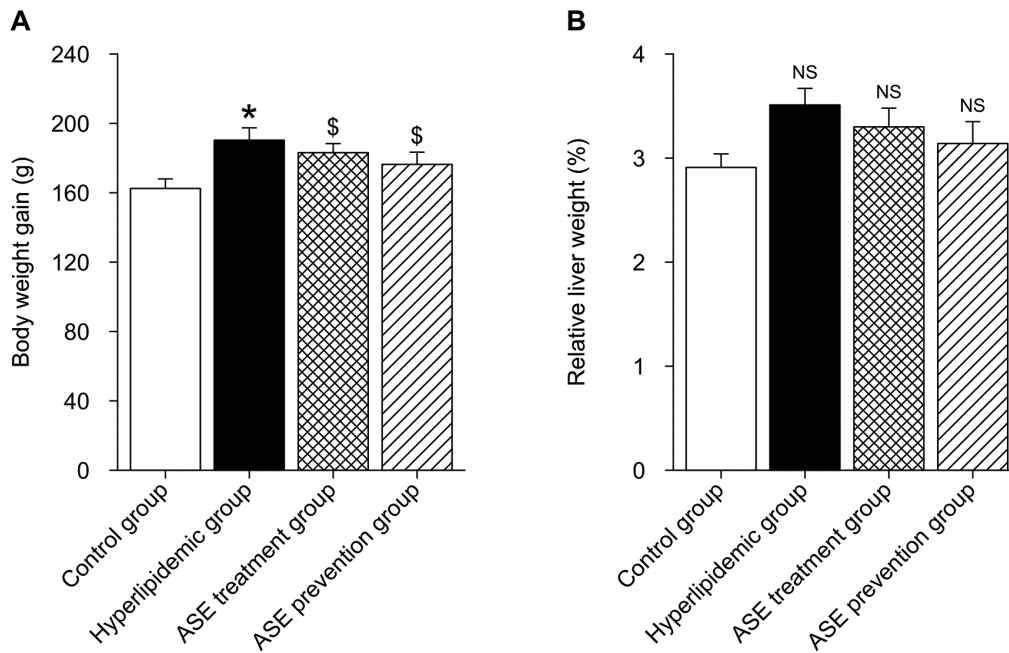 A
Body weight gain (g)
240
200
160
120
80
40
0
*
$
$
Control group
Hyperlipidemic group
ASE treatment group
ASE prevention group
B
Relative liver weight (%)
4
3
2
1
0
NS
NS
NS
Control group
Hyperlipidemic group
ASE treatment group
ASE prevention group